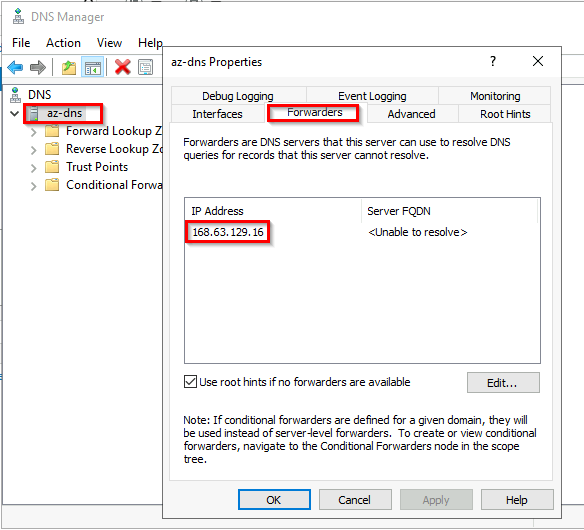 DNS Manager
File Action View Help
DNS
az-dns
Forward Lookup Z
Reverse Lookup Zo
Trust Points
Conditional Forwa
az-dns Properties
?
Debug Logging Event Logging Monitoring
Interfaces Forwarders Advanced Root Hints
Forwarders are DNS servers that this server can use to resolve DNS
queries for records that this server cannot resolve.
IP Address Server FQDN
168.63.129.16 <Unable to resolve>
Use root hints if no forwarders are available Edit...
Note: If conditional forwarders are defined for a given domain, they will
be used instead of server-level forwarders. To create or view conditional
forwarders, navigate to the Conditional Forwarders node in the scope
tree.
OK Cancel Apply Help